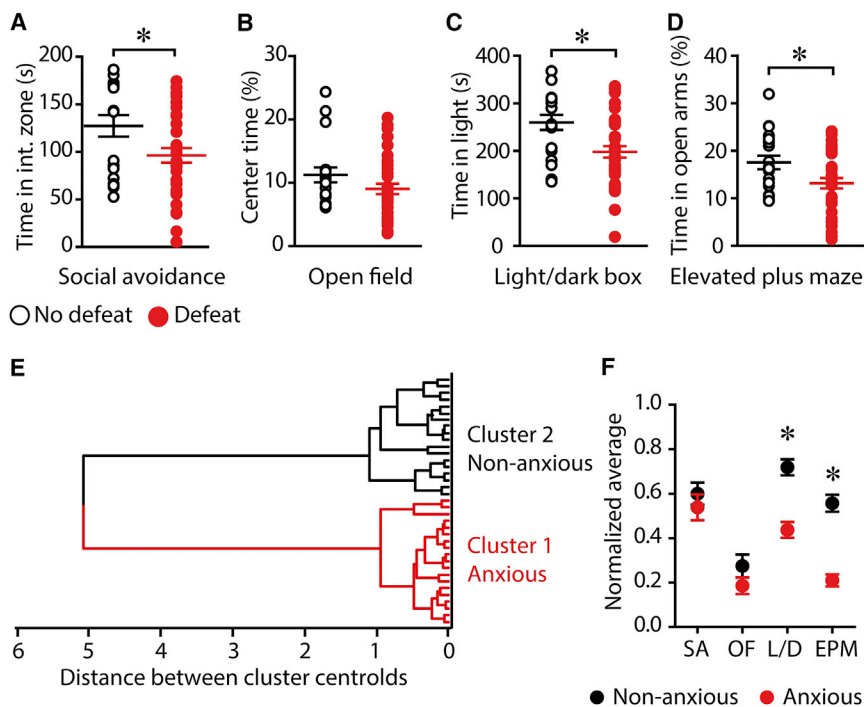 A
*
Time in int. zone (s)
200
150
100
50
0
Social avoidance
B
Center time (%)
30
20
10
0
Open field
C
*
Time in light (s)
400
300
200
100
0
Light/dark box
D
*
Time in open arms (%)
40
30
20
10
0
Elevated plus maze
No defeat
Defeat
E
Cluster 2
Non-anxious
Cluster 1
Anxious
6 5 4 3 2 1 0
Distance between cluster centrolds
F
Normalized average
1.0
0.8
0.6
0.4
0.2
0.0
*
*
SA OF L/D EPM
Non-anxious Anxious